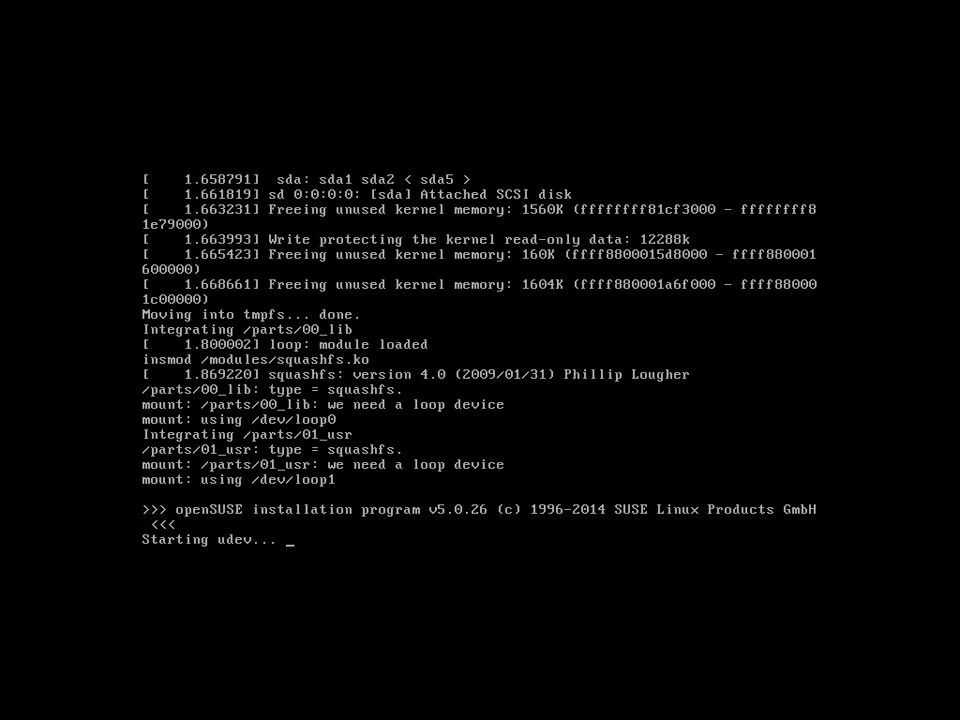 [    1.658791]  sda: sda1 sda2 < sda5 >
[    1.661819] sd 0:0:0:0: [sda] Attached SCSI disk
[    1.663231] Freeing unused kernel memory: 1560K (ffffffff81cf3000 - ffffffff8
1e79000)
[    1.663993] Write protecting the kernel read-only data: 12288k
[    1.665423] Freeing unused kernel memory: 160K (ffff8800015d8000 - ffff880001
600000)
[    1.668661] Freeing unused kernel memory: 1604K (ffff880001a6f000 - ffff88000
1c00000)
Moving into tmpfs... done.
Integrating /parts/00_lib
[    1.800002] loop: module loaded
insmod /modules/squashfs.ko
[    1.869220] squashfs: version 4.0 (2009/01/31) Phillip Lougher
/parts/00_lib: type = squashfs.
mount: /parts/00_lib: we need a loop device
mount: using /dev/loop0
Integrating /parts/01_usr
/parts/01_usr: type = squashfs.
mount: /parts/01_usr: we need a loop device
mount: using /dev/loop1

>>> openSUSE installation program v5.0.26 (c) 1996-2014 SUSE Linux Products GmbH
 <<<
Starting udev... _